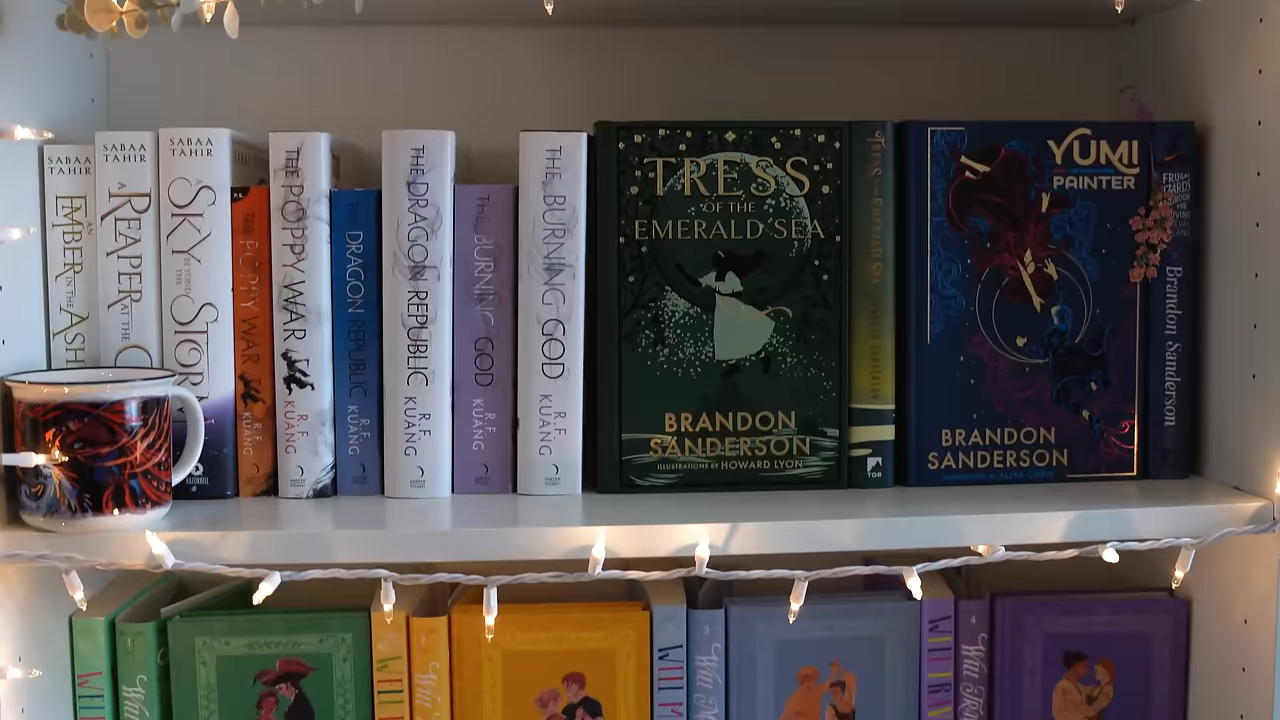 SABAA
TAHIR
AN
EMBER IN THE ASH
SABAA
TAHIR
A
REAPER AT THE
SABAA
TAHIR
A
SKY BEYOND THE STORM
RAZORBILL
P.S.
THE POPPY WAR
R.F.
KUANG
THE POPPY WAR
R.F.
KUANG
DRAGON REPUBLIC
R.F.
KUANG
THE DRAGON REPUBLIC
R.F.
KUANG
THE BURNING GOD
R.F.
KUANG
THE BURNING GOD
R.F.
KUANG
TRESS
OF THE
EMERALD SEA
BRANDON
SANDERSON
ILLUSTRATIONS BY HOWARD LYON
TRESS OF THE EMERALD SEA
TOR
YUMI
PAINTER
BRANDON
SANDERSON
Brandon Sanderson